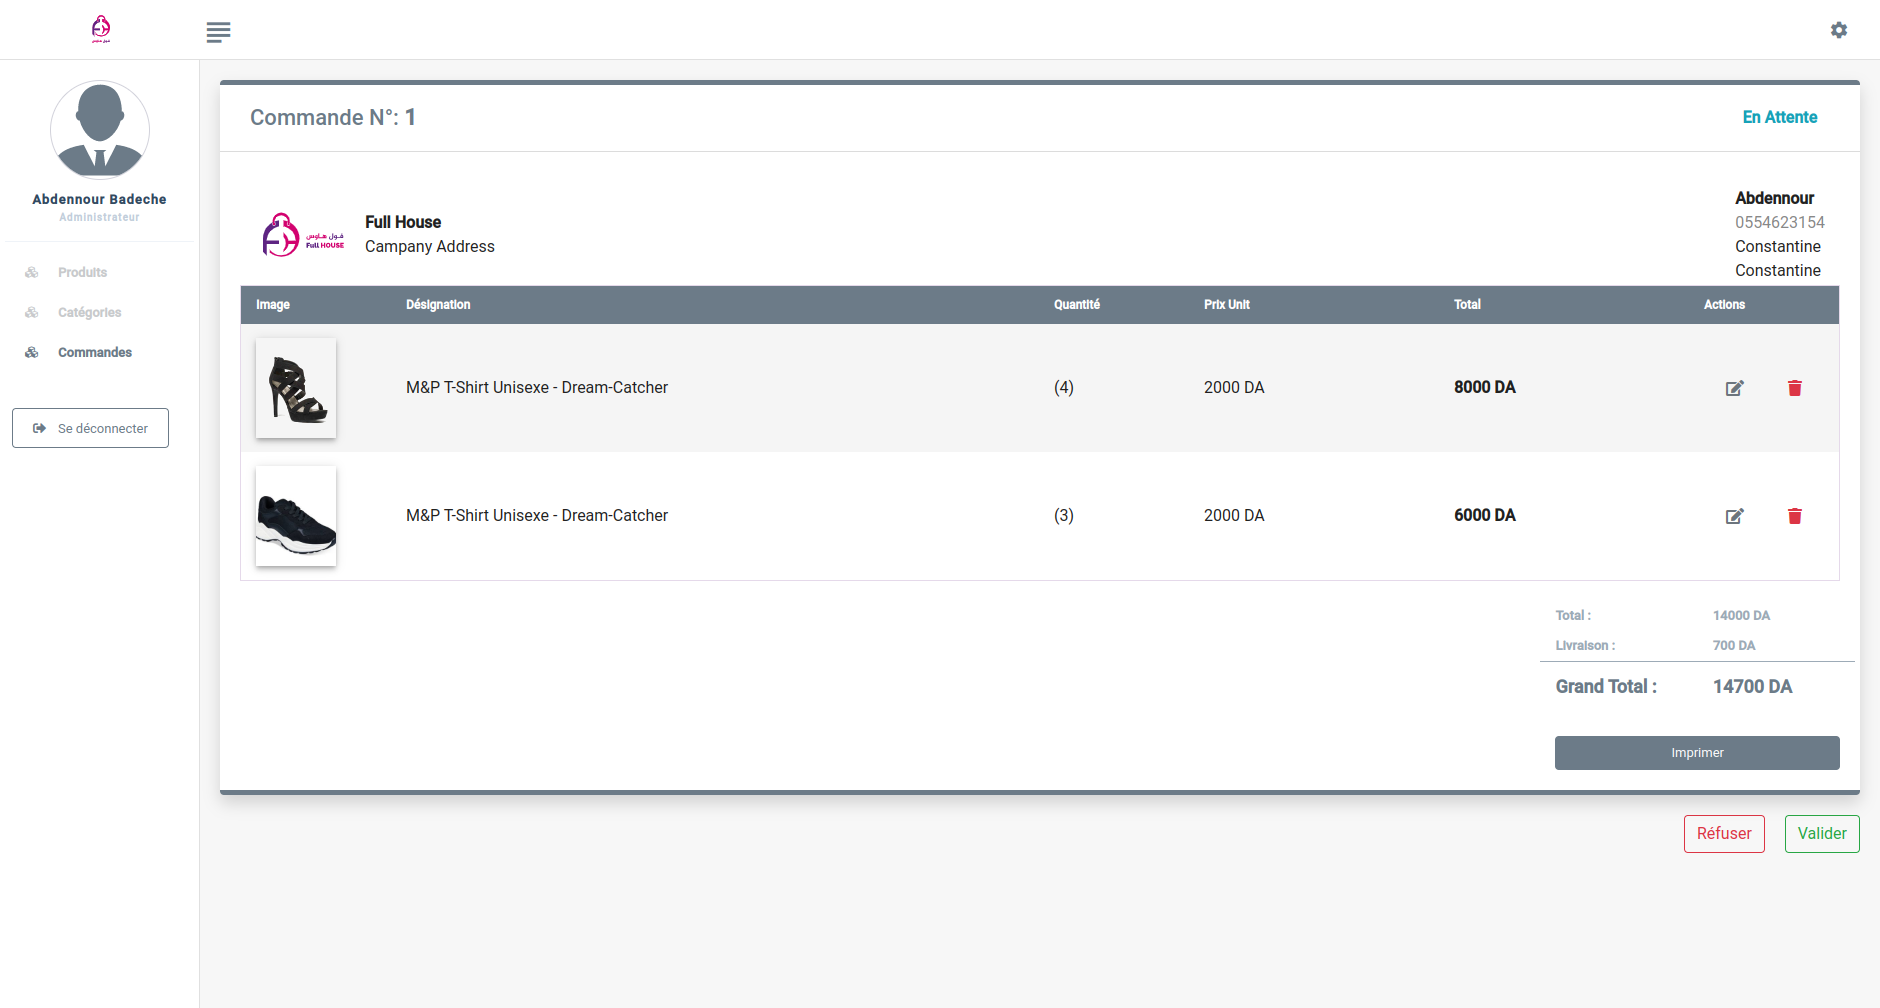 فول هاوس
Commande N°: 1
En Attente
Abdennour Badeche
Administrateur
Produits
Catégories
Commandes
Se déconnecter
فول هاوس
Full HOUSE
Full House
Campany Address
Abdennour
0554623154
Constantine
Constantine
Image Désignation Quantité Prix Unit Total Actions
M&P T-Shirt Unisexe - Dream-Catcher (4) 2000 DA 8000 DA
M&P T-Shirt Unisexe - Dream-Catcher (3) 2000 DA 6000 DA
Total : 14000 DA
Livraison : 700 DA
Grand Total : 14700 DA
Imprimer
Réfuser
Valider